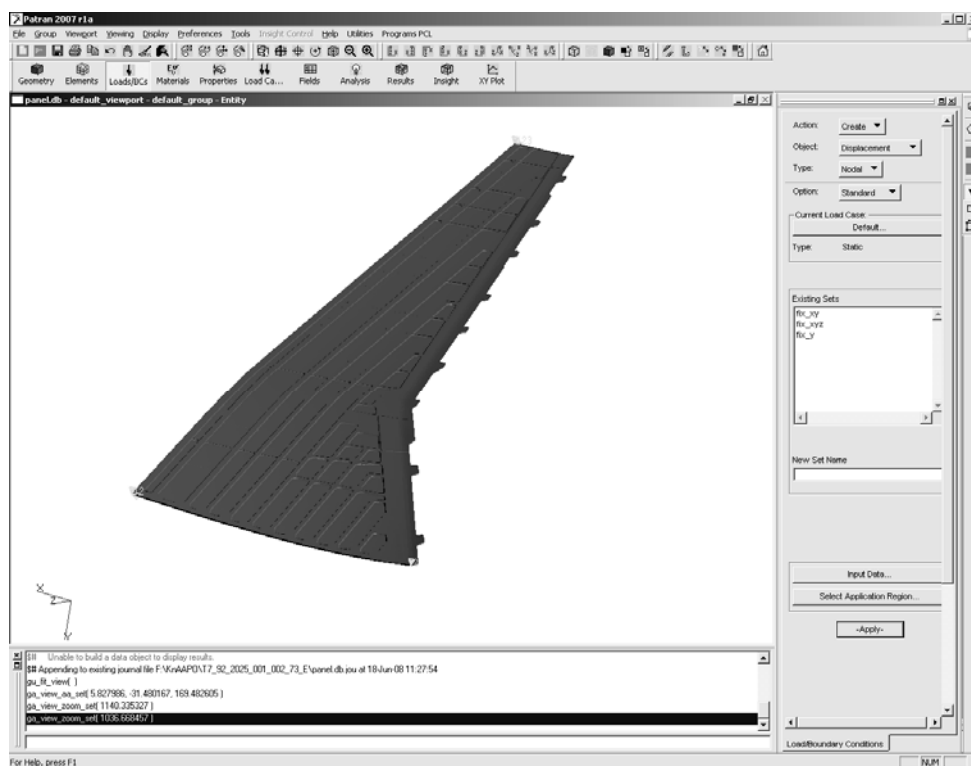 Patran 2007 r1a
File Group Viewport Viewing Display Preferences Tools Insight Control Help Utilities Programs PCL
Geometry Elements Loads/BCs Materials Properties Load Ca... Fields Analysis Results Insight XY Plot
panel.db - default_viewport - default_group - Entity
Action: Create
Object: Displacement
Type: Nodal
Option: Standard
Current Load Case:
Default...
Type: Static
Existing Sets
fix_xy
fix_xyz
fix_y
New Set Name
Input Data...
Select Application Region...
-Apply-
X
Z
Y
$# Unable to build a data object to display results.
$# Appending to existing journal file F:\KnAAPO\T7_92_2025_001_002_73_E\panel.db.jou at 18-Jun-08 11:27:54
gu_fit_view( )
ga_view_aa_set( 5.827986, -31.480167, 169.482605 )
ga_view_zoom_set( 1140.335327 )
ga_view_zoom_set( 1036.668457 )
Load/Boundary Conditions
For Help, press F1
NUM